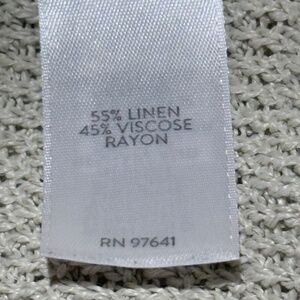 55% LINEN
45% VISCOSE
RAYON
RN 97641